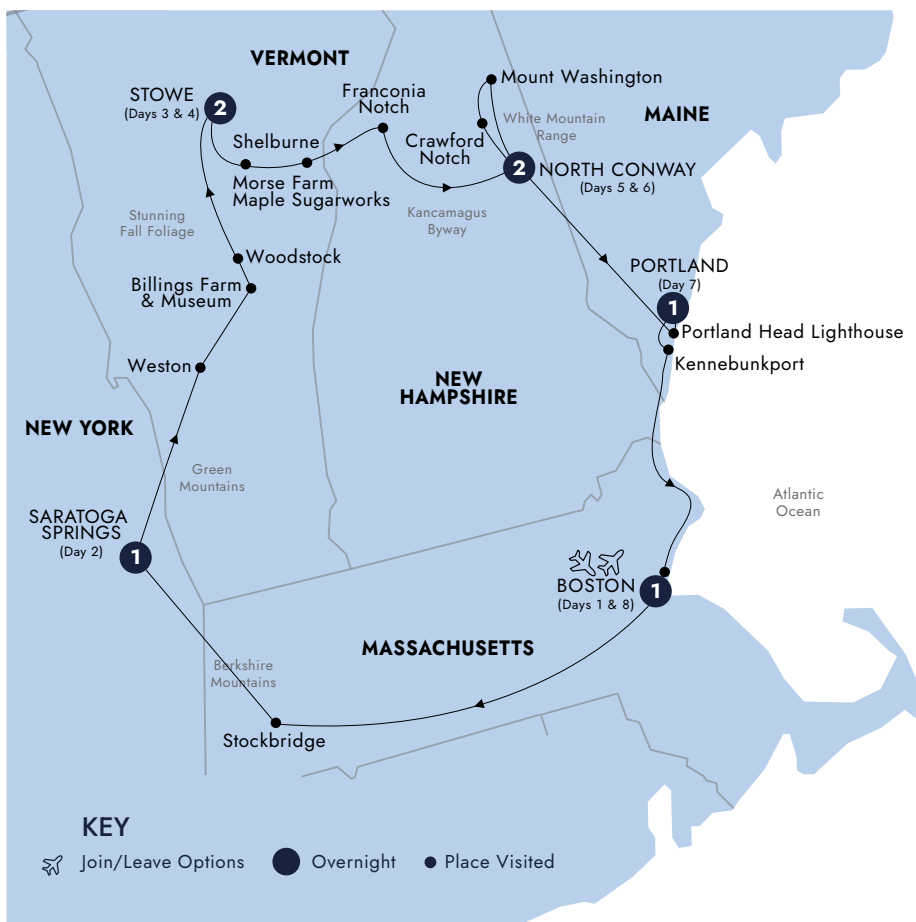 VERMONT
STOWE
(Days 3 & 4)
2
Franconia
Notch
Mount Washington
MAINE
White Mountain
Range
Shelburne
Crawford
Notch
Morse Farm
Maple Sugarworks
2
NORTH CONWAY
(Days 5 & 6)
Kancamagus
Byway
Stunning
Fall Foliage
Woodstock
Billings Farm
& Museum
PORTLAND
(Day 7)
1
Portland Head Lighthouse
Kennebunkport
Weston
NEW
HAMPSHIRE
NEW YORK
Green
Mountains
Atlantic
Ocean
SARATOGA
SPRINGS
(Day 2)
1
BOSTON
(Days 1 & 8)
1
MASSACHUSETTS
Berkshire
Mountains
Stockbridge
KEY
Join/Leave Options
Overnight
Place Visited